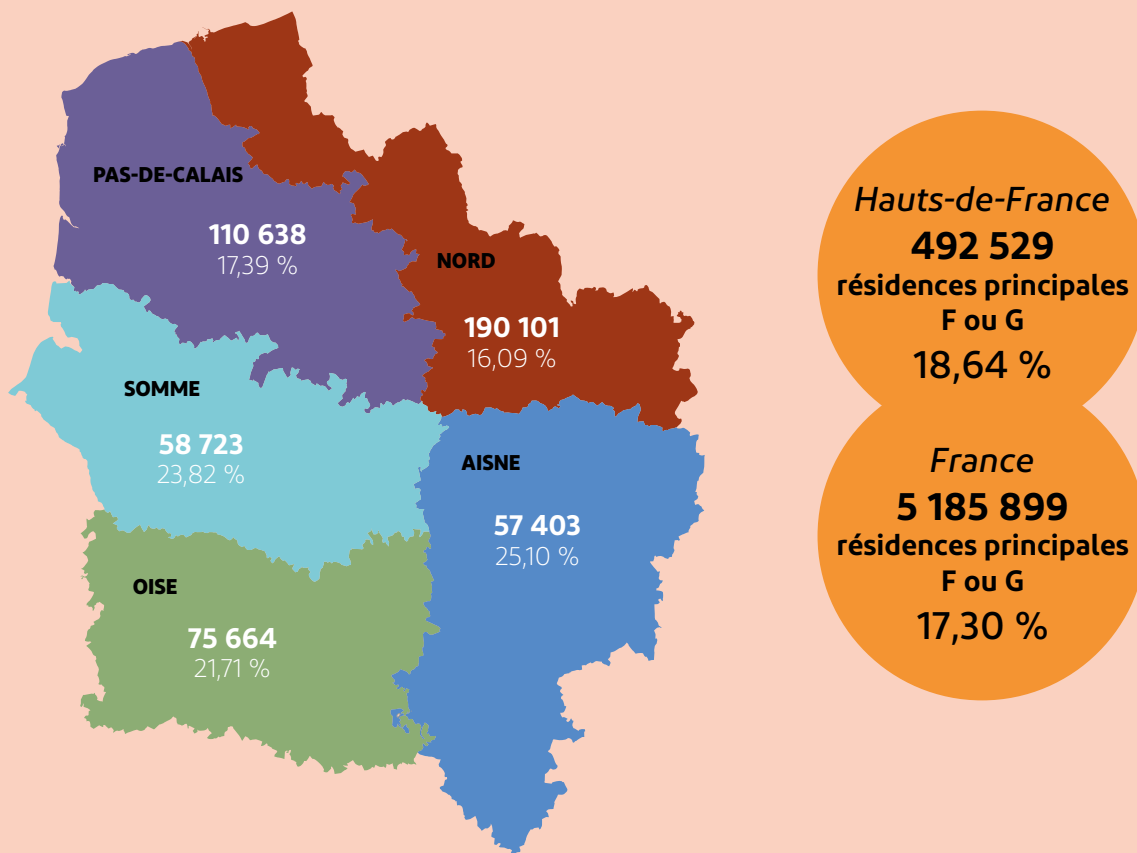 PAS-DE-CALAIS
110 638
17,39 %
NORD
190 101
16,09 %
SOMME
58 723
23,82 %
AISNE
57 403
25,10 %
OISE
75 664
21,71 %
Hauts-de-France
492 529
résidences principales
F ou G
18,64 %
France
5 185 899
résidences principales
F ou G
17,30 %